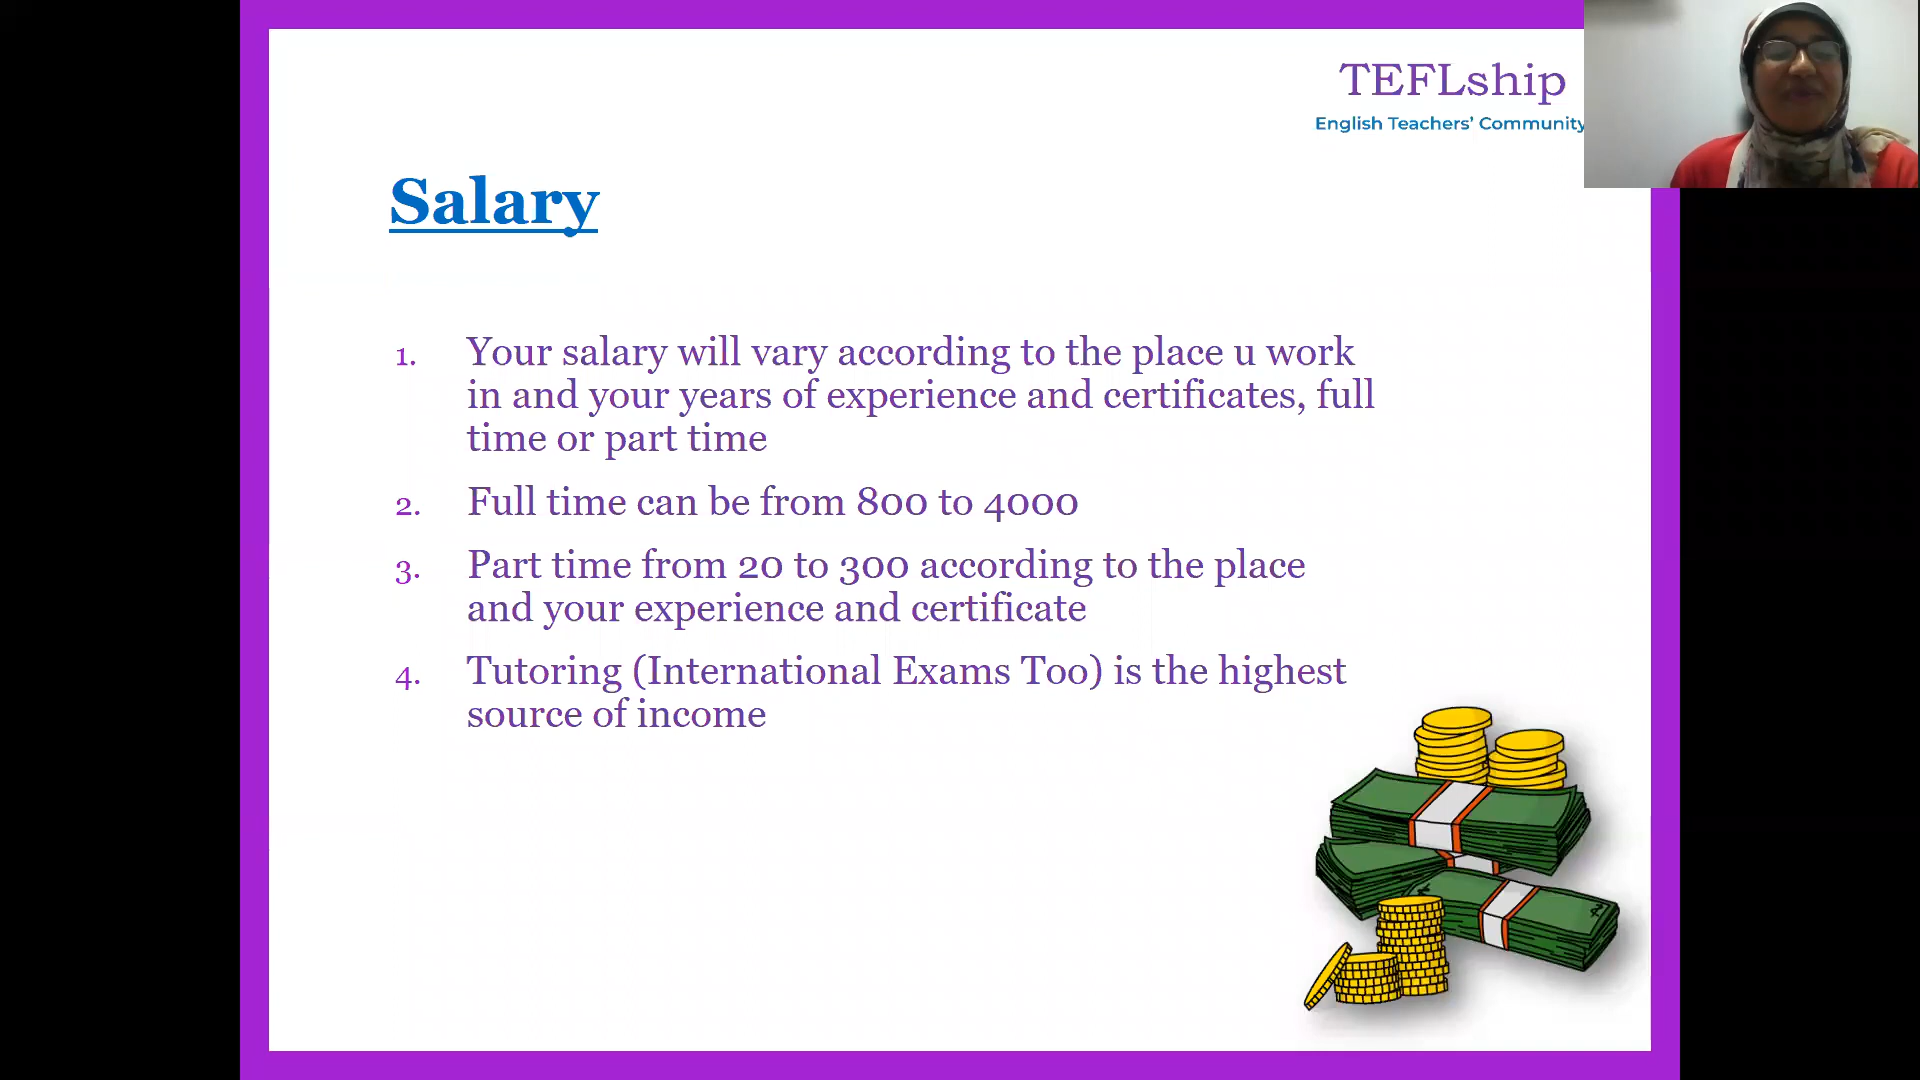 TEFLship
English Teachers' Community
Salary
1. Your salary will vary according to the place u work
in and your years of experience and certificates, full
time or part time
2. Full time can be from 800 to 4000
3. Part time from 20 to 300 according to the place
and your experience and certificate
4. Tutoring (International Exams Too) is the highest
source of income